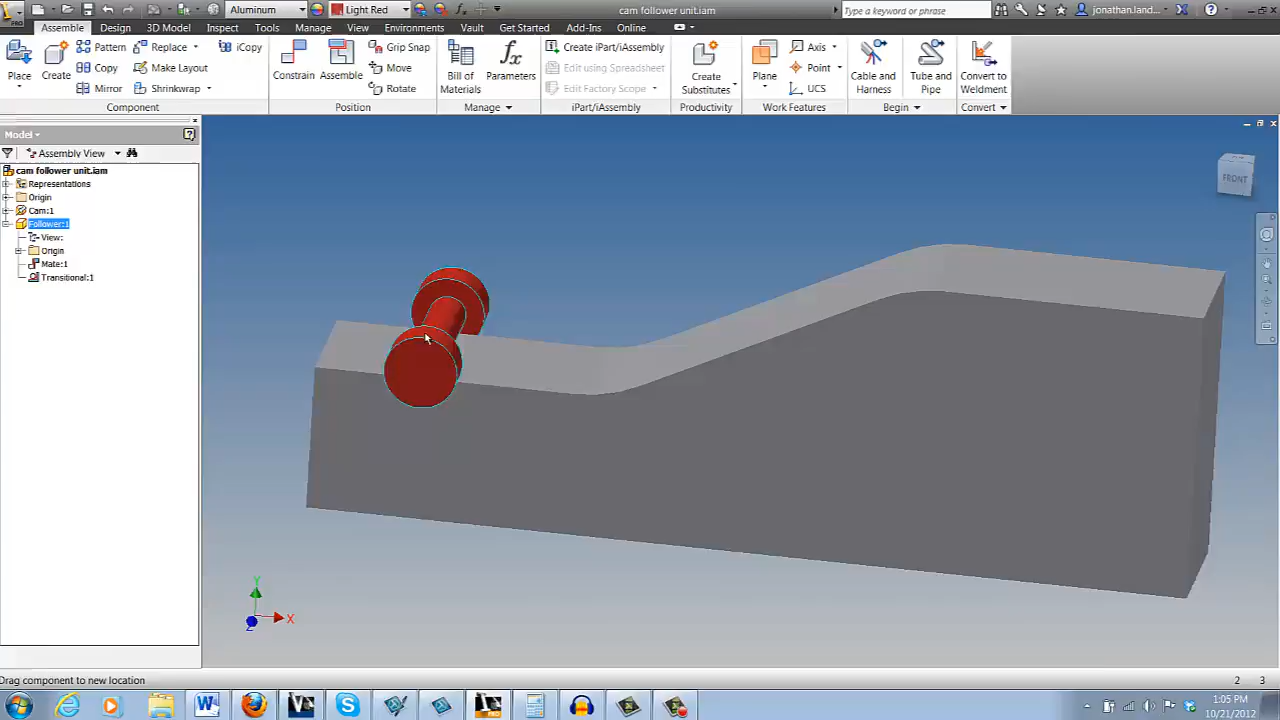 Aluminum
Light Red
cam follower unit.iam
Type a keyword or phrase
jonathan.land...
PRO
Assemble Design 3D Model Inspect Tools Manage View Environments Vault Get Started Add-Ins Online
Place
Create
Pattern
Copy
Mirror
Replace
Make Layout
Shrinkwrap
iCopy
Component
Constrain
Assemble
Grip Snap
Move
Rotate
Position
Bill of Materials
Parameters
Manage
Create iPart/iAssembly
Edit using Spreadsheet
Edit Factory Scope
iPart/iAssembly
Create Substitutes
Productivity
Plane
Axis
Point
UCS
Work Features
Cable and Harness
Tube and Pipe
Begin
Convert to Weldment
Convert
Model
Assembly View
cam follower unit.iam
Representations
Origin
Cam:1
Follower:1
View:
Origin
Mate:1
Transitional:1
FRONT
Y
X
Z
Drag component to new location
2 3
1:05 PM
10/21/2012